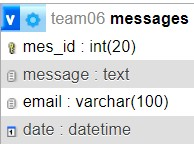 v team06 messages
mes_id : int(20)
message : text
email : varchar(100)
date : datetime